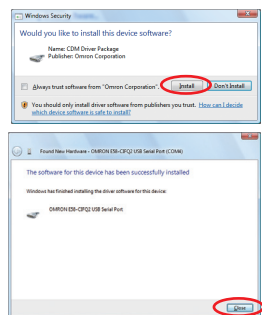 Windows Security
Would you like to install this device software?
Name: CDM Driver Package
Publisher: Omron Corporation
Always trust software from "Omron Corporation".
Install
Don't Install
You should only install driver software from publishers you trust. How can I decide
which device software is safe to install?
Found New Hardware - OMRON E58-CIFQ2 USB Serial Port (COM6)
The software for this device has been successfully installed
Windows has finished installing the driver software for this device:
OMRON E58-CIFQ2 USB Serial Port
Close